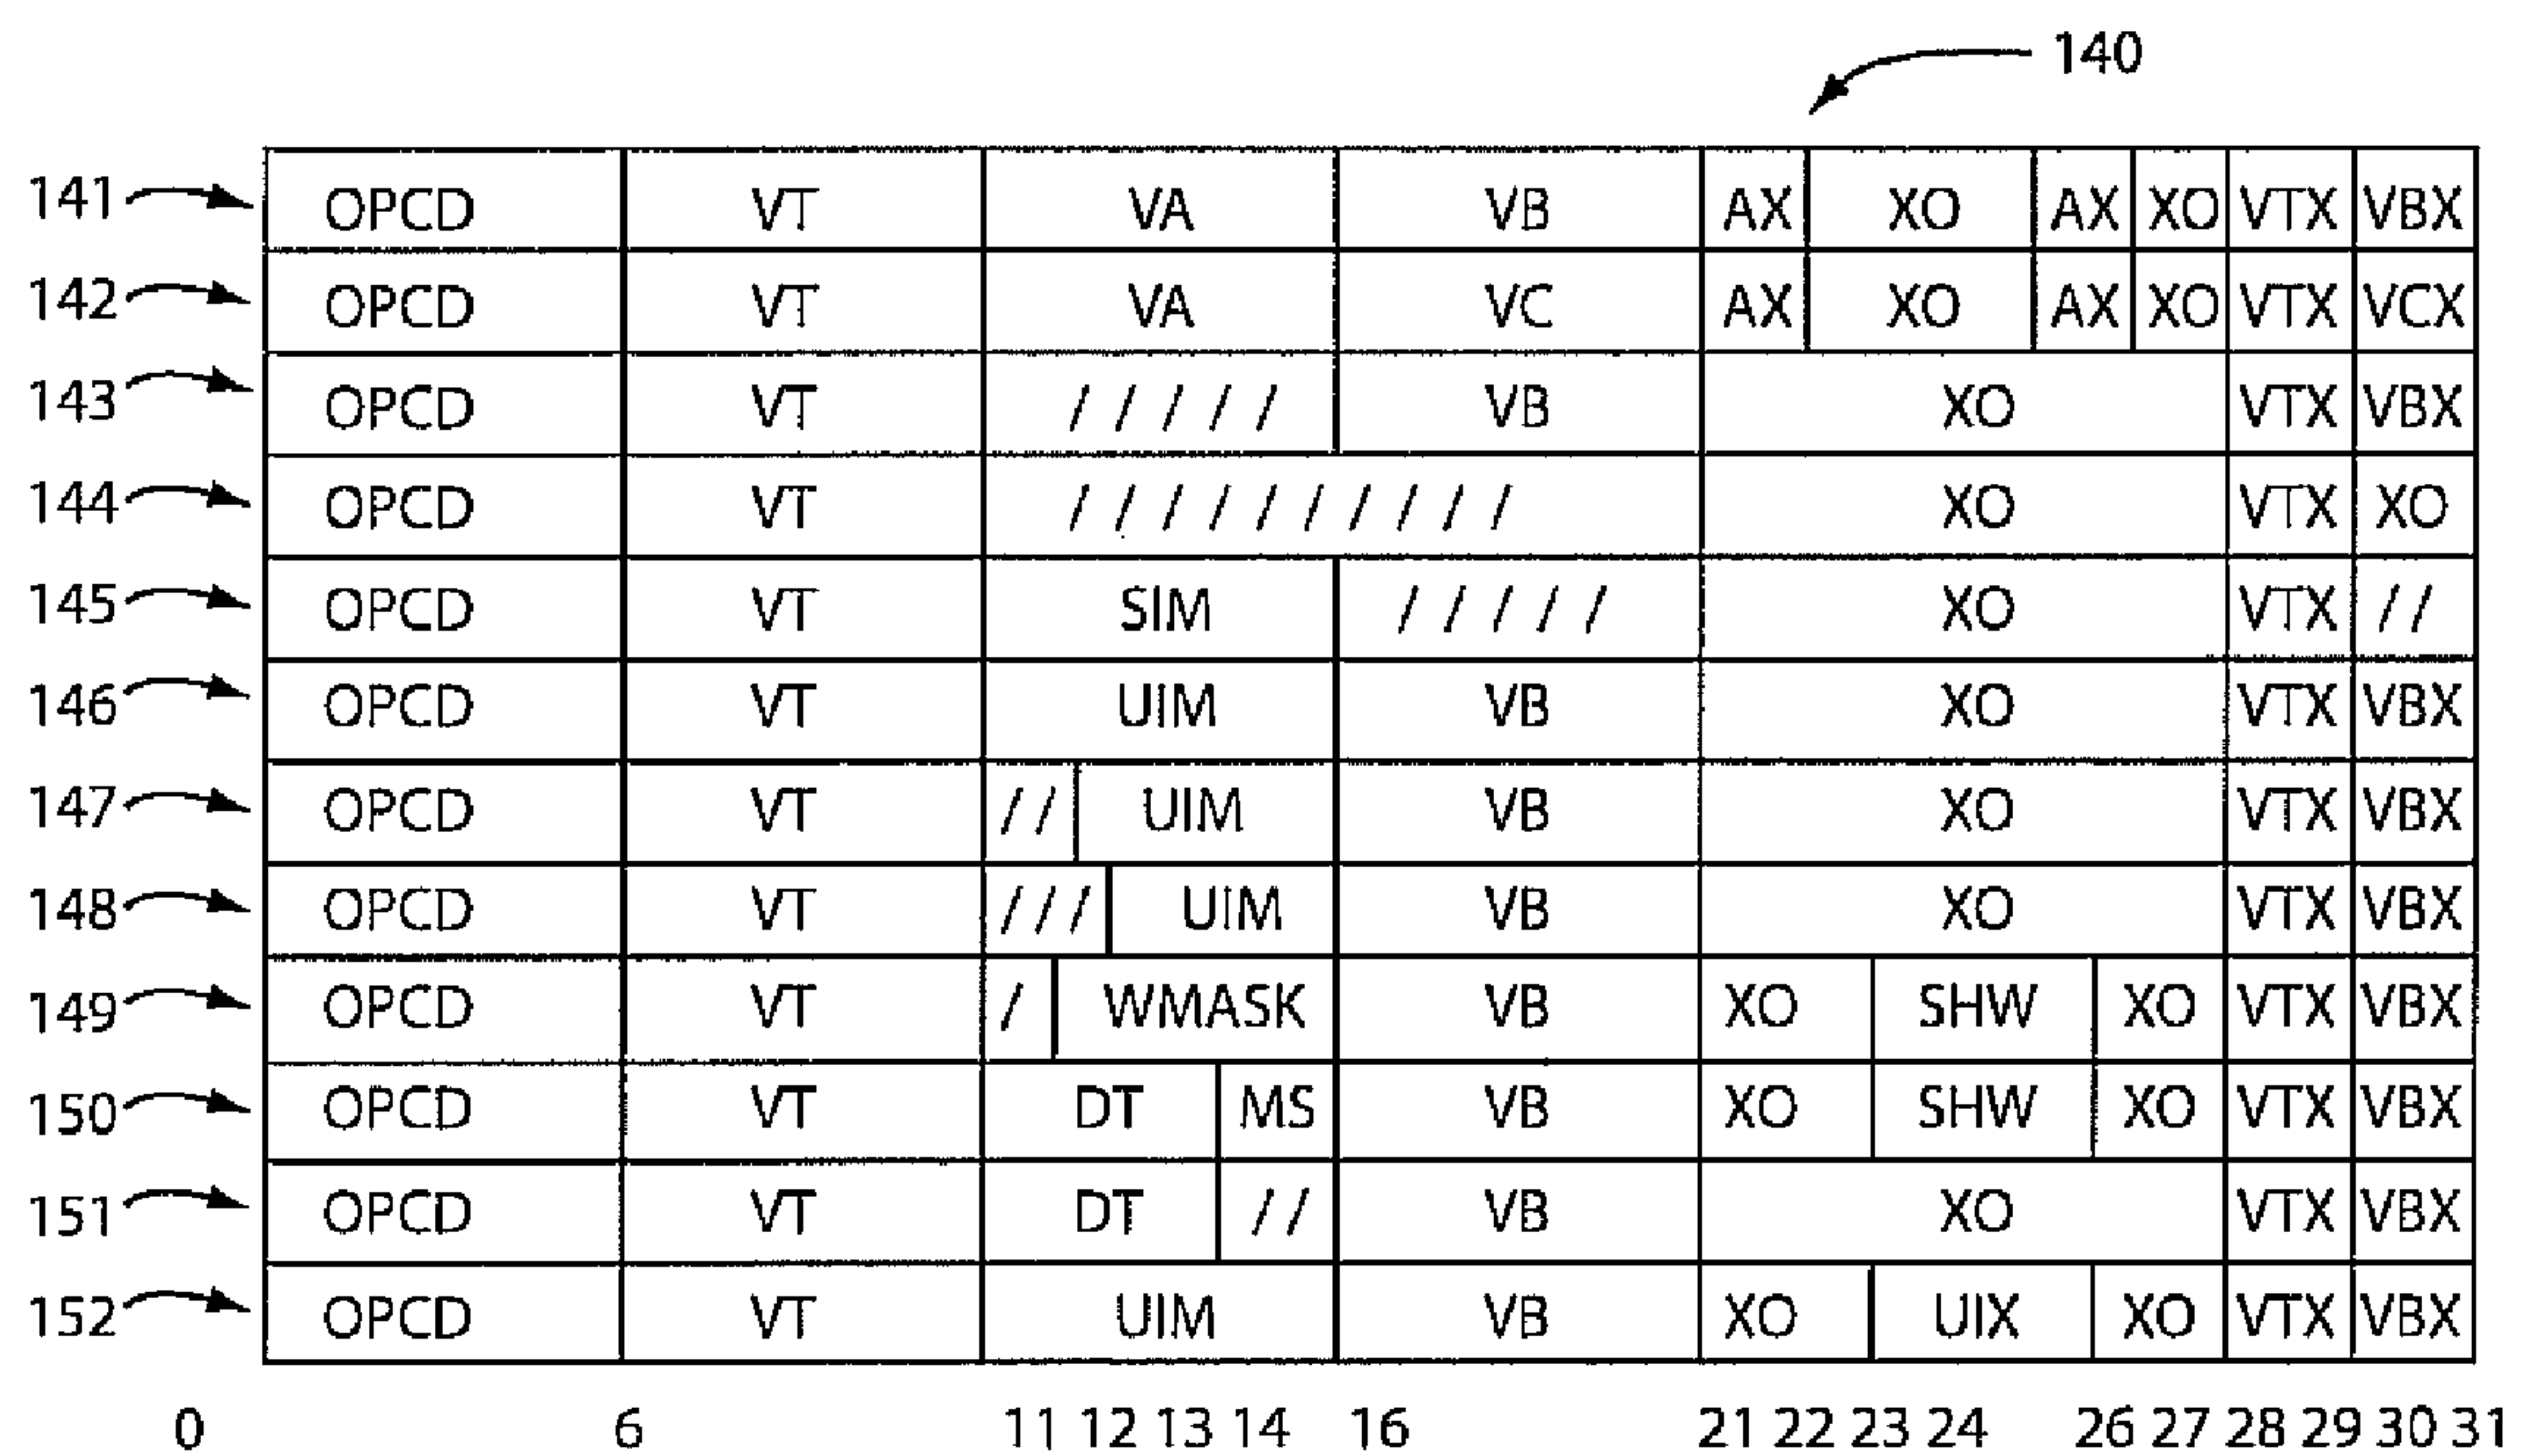 140
141 OPCD VT VA VB AX XO AX XO VTX VBX
142 OPCD VT VA VC AX XO AX XO VTX VCX
143 OPCD VT / / / / / VB XO VTX VBX
144 OPCD VT / / / / / / / / / / XO VTX XO
145 OPCD VT SIM / / / / / XO VTX / /
146 OPCD VT UIM VB XO VTX VBX
147 OPCD VT / / UIM VB XO VTX VBX
148 OPCD VT / / / UIM VB XO VTX VBX
149 OPCD VT / WMASK VB XO SHW XO VTX VBX
150 OPCD VT DT MS VB XO SHW XO VTX VBX
151 OPCD VT DT / / VB XO VTX VBX
152 OPCD VT UIM VB XO UIX XO VTX VBX
0 6 11 12 13 14 16 21 22 23 24 26 27 28 29 30 31